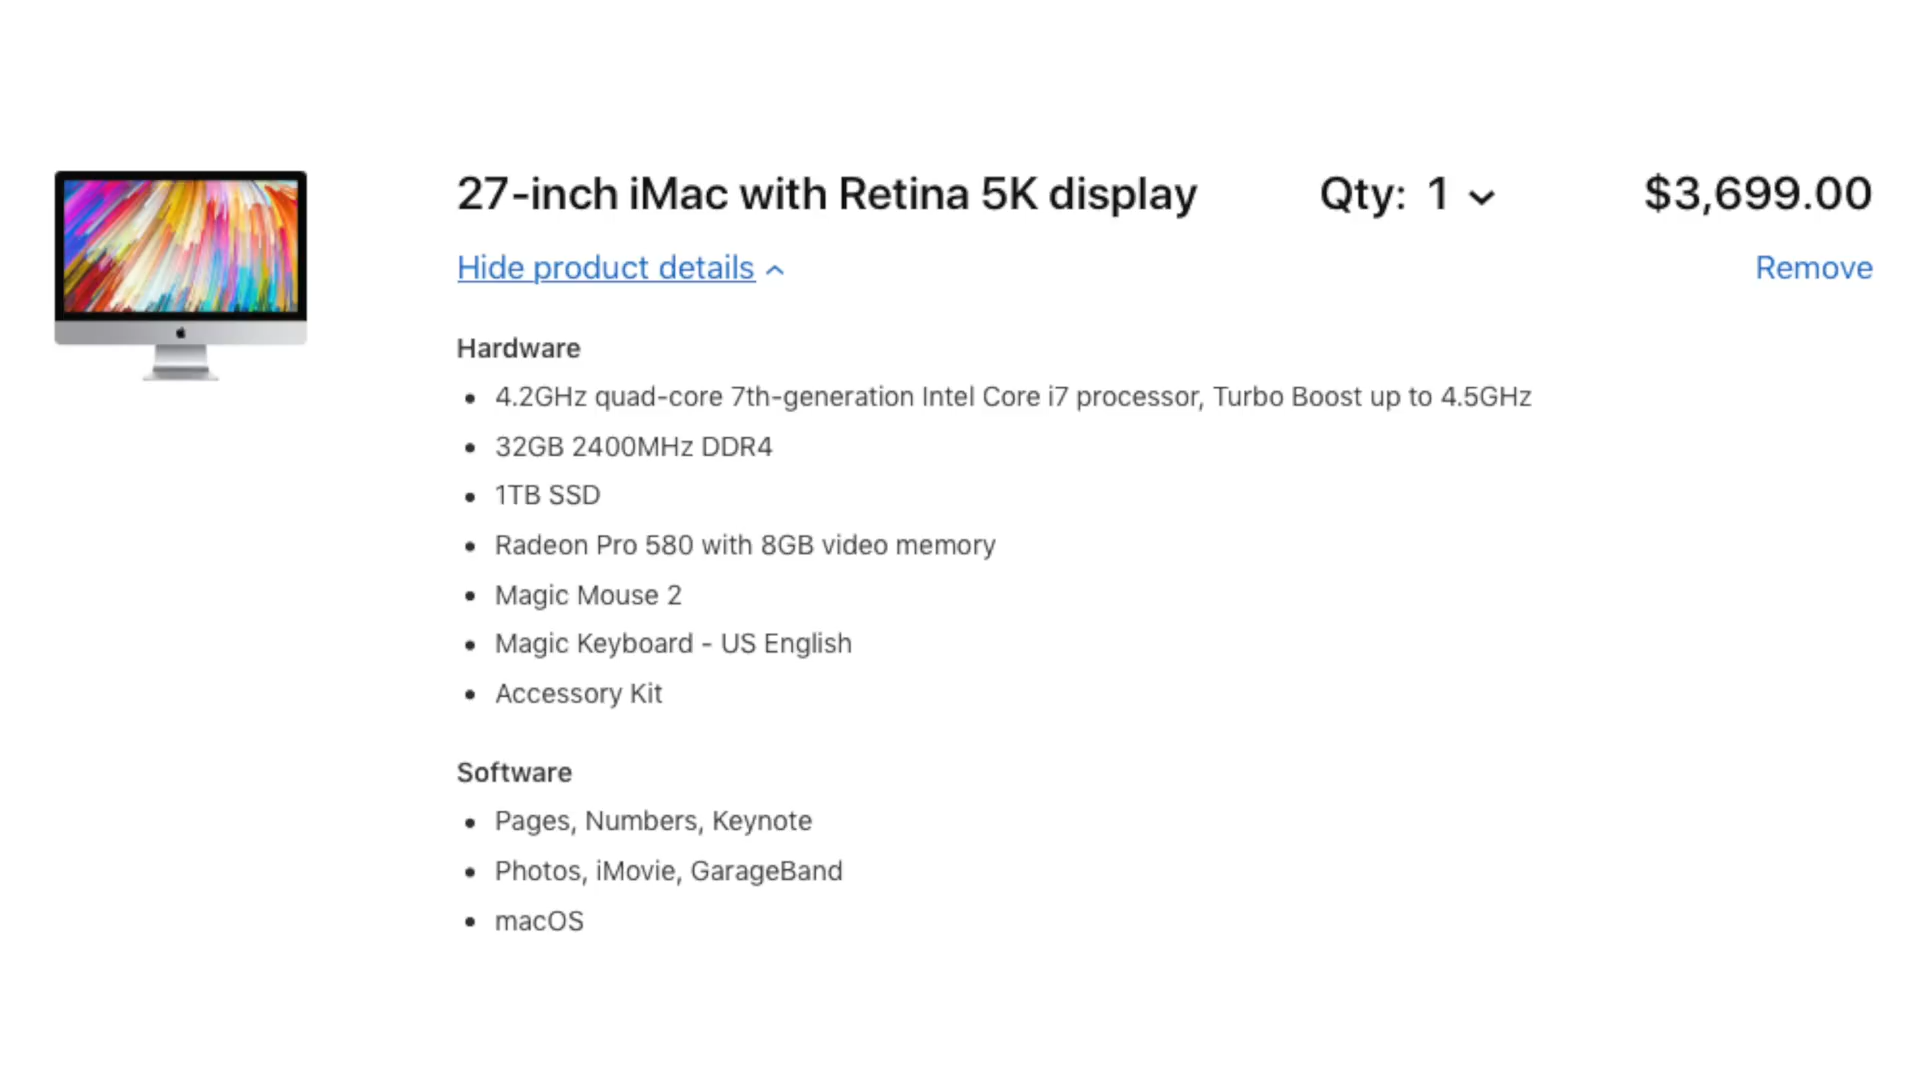 27-inch iMac with Retina 5K display Qty: 1 $3,699.00
Hide product details Remove
Hardware
• 4.2GHz quad-core 7th-generation Intel Core i7 processor, Turbo Boost up to 4.5GHz
• 32GB 2400MHz DDR4
• 1TB SSD
• Radeon Pro 580 with 8GB video memory
• Magic Mouse 2
• Magic Keyboard - US English
• Accessory Kit
Software
• Pages, Numbers, Keynote
• Photos, iMovie, GarageBand
• macOS